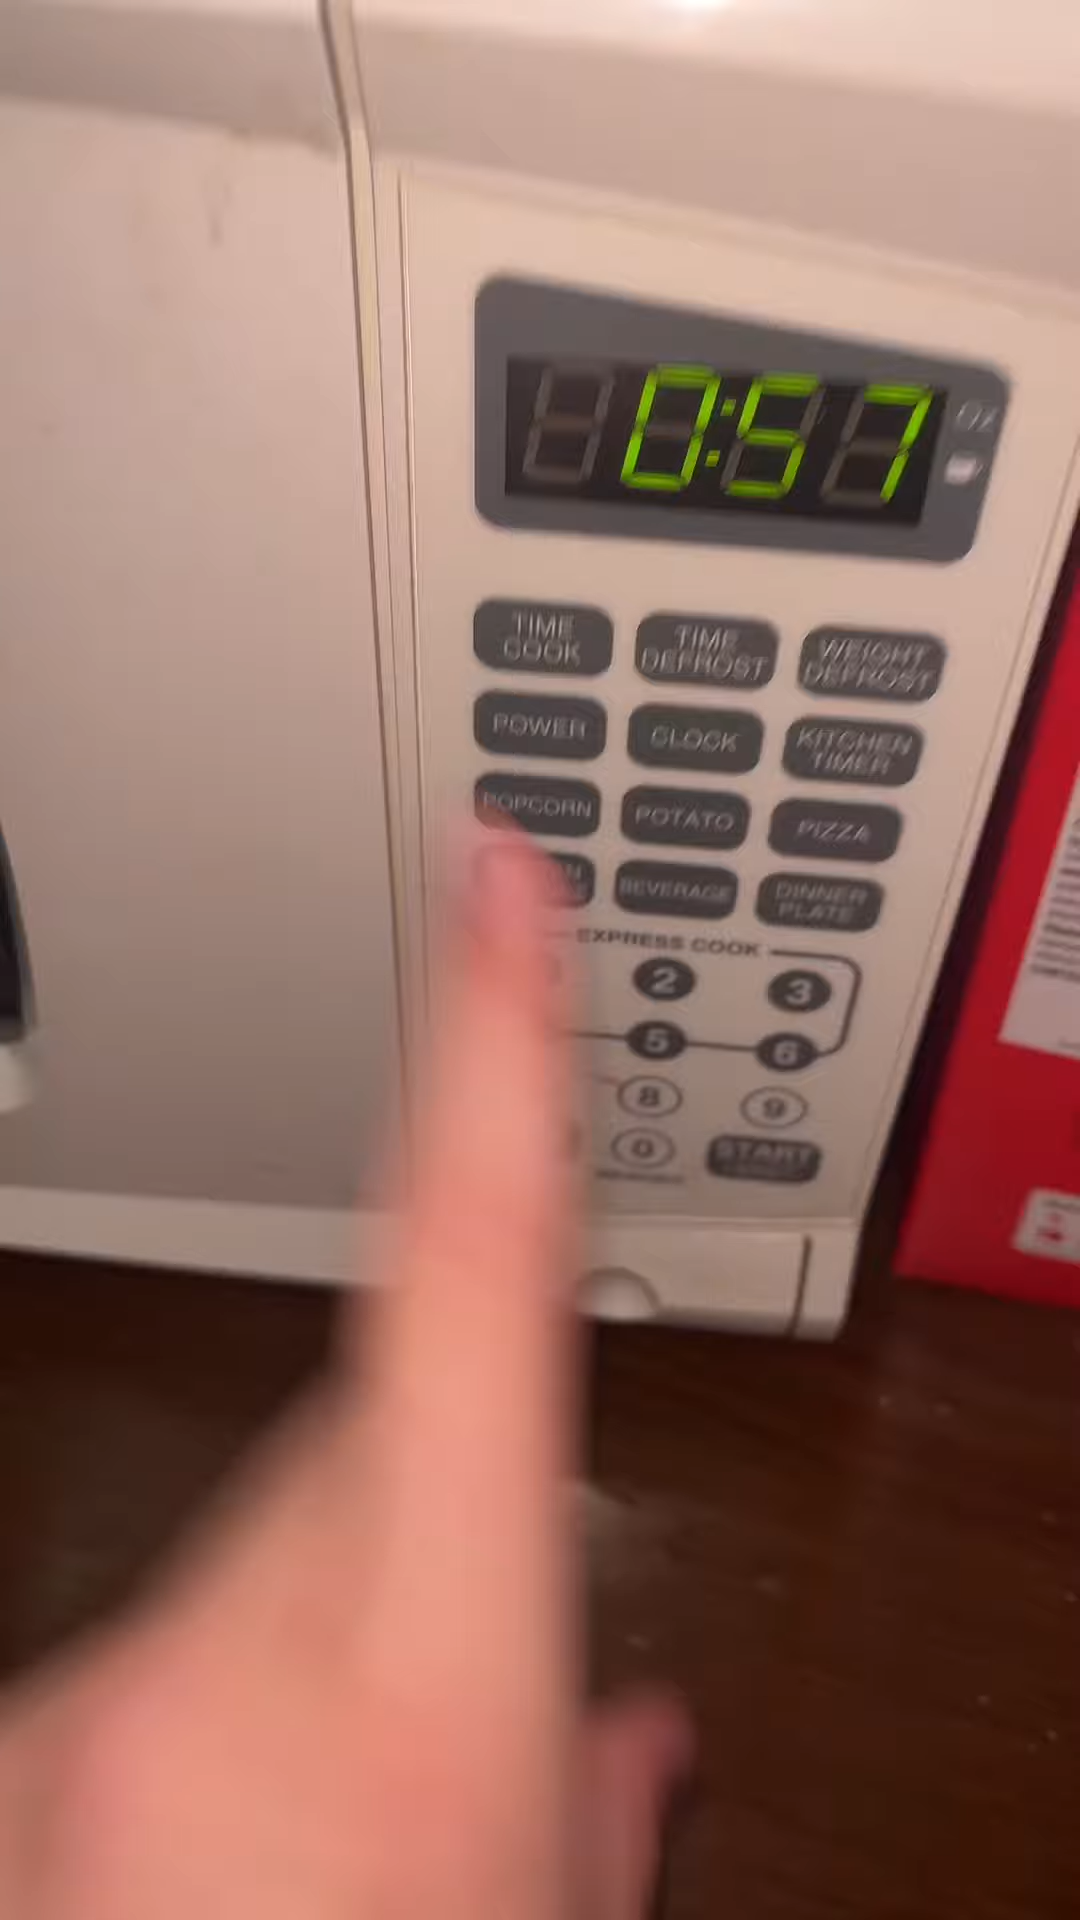 0:57
OZ
TIME COOK
TIME DEFROST
WEIGHT DEFROST
POWER
CLOCK
KITCHEN TIMER
POPCORN
POTATO
PIZZA
BEVERAGE
DINNER PLATE
EXPRESS COOK
2
3
5
6
8
9
0
START